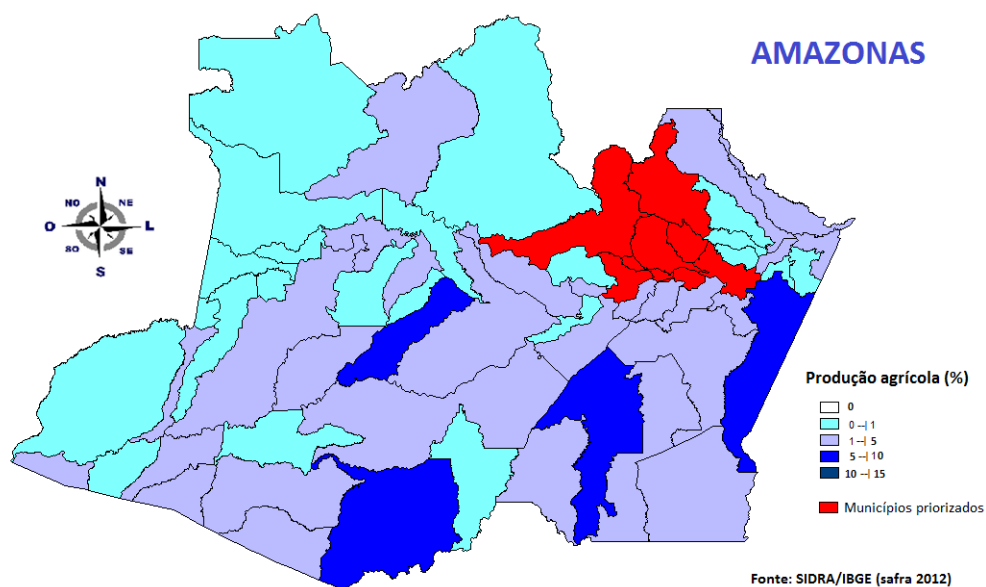 AMAZONAS
N
NO NE
O L
SO SE
S
Produção agrícola (%)
0
0 --| 1
1 --| 5
5 --| 10
10 --| 15
Municípios priorizados
Fonte: SIDRA/IBGE (safra 2012)